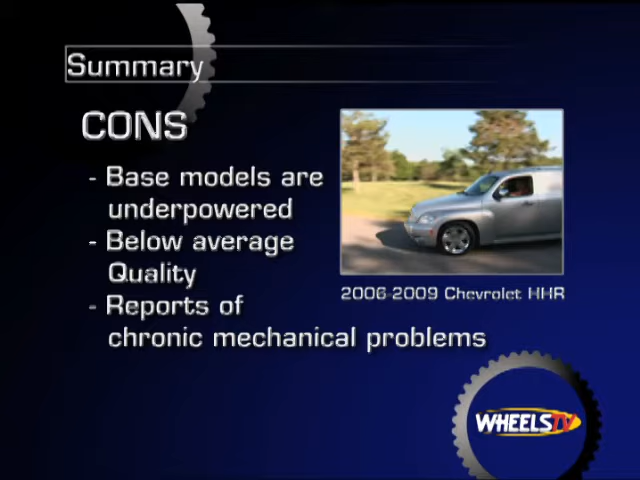 Summary
CONS
- Base models are
underpowered
- Below average
Quality
- Reports of
chronic mechanical problems
2006-2009 Chevrolet HHR
WHEELSTV